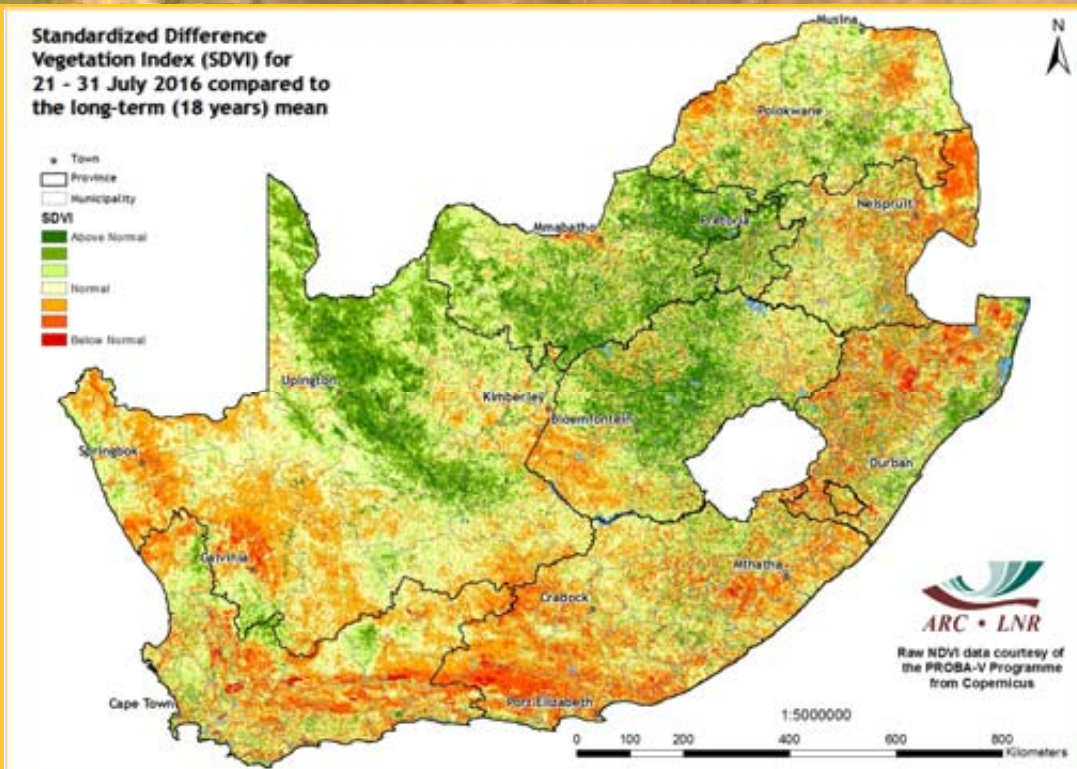 Standardized Difference
Vegetation Index (SDVI) for
21 - 31 July 2016 compared to
the long-term (18 years) mean
N
Town
Province
Municipality
SDVI
Above Normal
Normal
Below Normal
Musina
Polokwane
Nelspruit
Pretoria
Mmabatho
Upington
Kimberley
Bloemfontein
Springbok
Durban
Calvinia
Mthatha
Cradock
Cape Town
Port Elizabeth
ARC • LNR
Raw NDVI data courtesy of
the PROBA-V Programme
from Copernicus
1:5000000
0 100 200 400 600 800
Kilometers